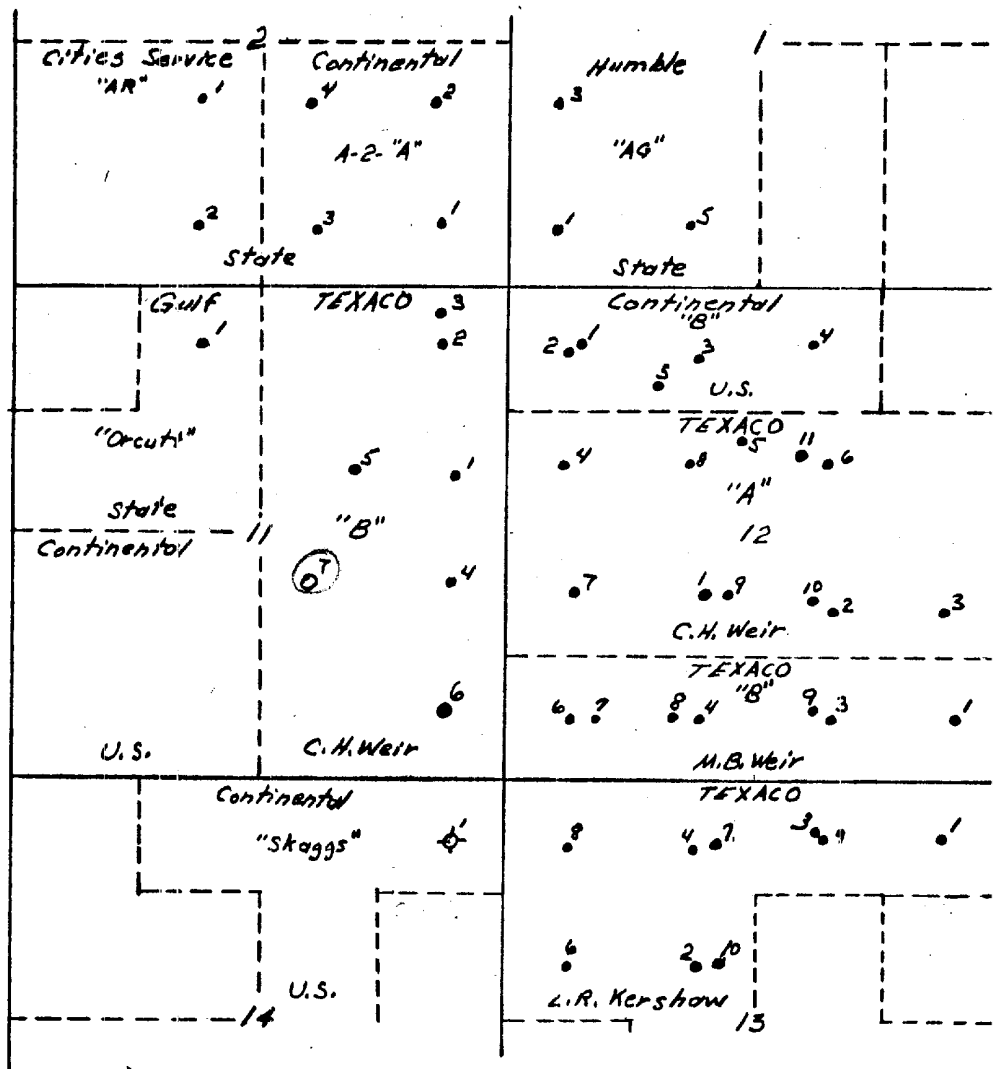 2 1
Cities Service Continental Humble
"AR" 1 4 2 3
A-2-"A" "AG"
2 3 1 1 5
State State
Gulf TEXACO 3 Continental
"B"
1 2 2 1 3 4
5 U.S.
TEXACO
"Orcutt" 5 1 4 8 5 11 6
"A"
State "B" 12
11
Continental 7 4 7 1 9 10 2 3
C.H. Weir
TEXACO
"B"
6 6 7 8 4 9 3 1
U.S. C.H. Weir M.B. Weir
Continental TEXACO
"Skaggs" 1 8 4 7 3 9 1
6 2 10
U.S. L.R. Kershaw
14 13